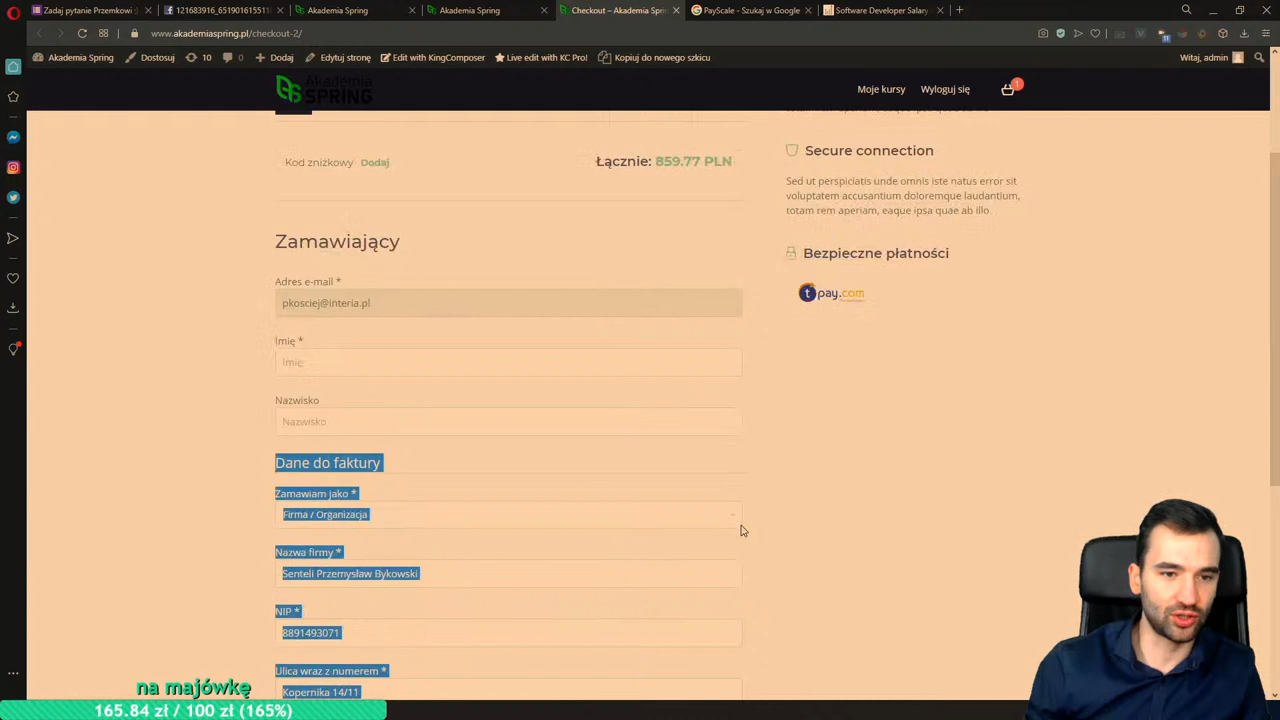 Zadaj pytanie Przemkowi :
121683916_6519016155118
Akademia Spring
Akademia Spring
Checkout – Akademia Sprin
PayScale - Szukaj w Google
Software Developer Salary
www.akademiaspring.pl/checkout-2/
Akademia Spring
Dostosuj
10
0
Dodaj
Edytuj stronę
Edit with KingComposer
Live edit with KC Pro!
Kopiuj do nowego szkicu
Witaj, admin
Akademia
SPRING
Moje kursy
Wyloguj się
1
Kod zniżkowy Dodaj
Łącznie: 859.77 PLN
Secure connection
Sed ut perspiciatis unde omnis iste natus error sit
voluptatem accusantium doloremque laudantium,
totam rem aperiam, eaque ipsa quae ab illo
Zamawiający
Bezpieczne płatności
tpay.com
Adres e-mail *
pkosciej@interia.pl
Imię *
Imię
Nazwisko
Nazwisko
Dane do faktury
Zamawiam jako *
Firma / Organizacja
Nazwa firmy *
Senteli Przemysław Bykowski
NIP *
8891493071
Ulica wraz z numerem *
Kopernika 14/11
na majówkę
165.84 zł / 100 zł (165%)